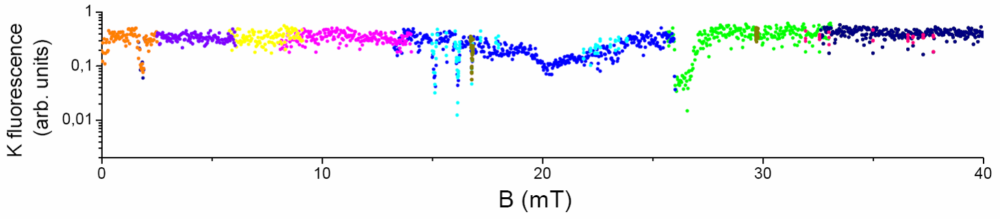 K fluorescence
(arb. units)
1
0,1
0,01
0
10
20
30
40
B (mT)